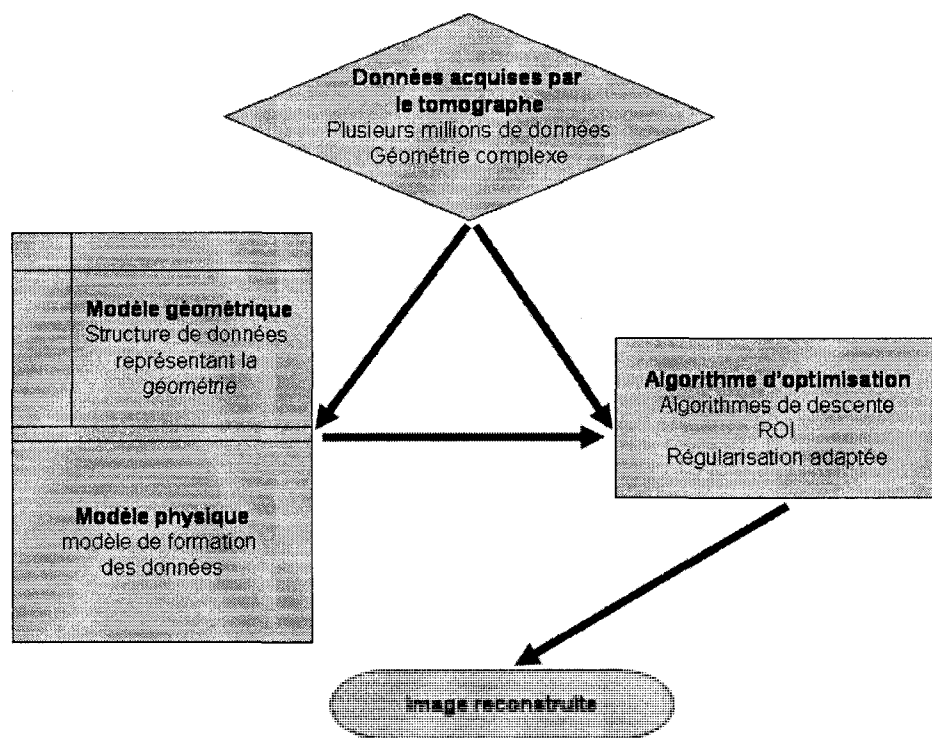 Données acquises par
le tomographe
Plusieurs millions de données
Géométrie complexe
Modèle géométrique
Structure de données
représentant la
géométrie
Modèle physique
modèle de formation
des données
Algorithme d'optimisation
Algorithmes de descente
ROI
Régularisation adaptée
Image reconstruite